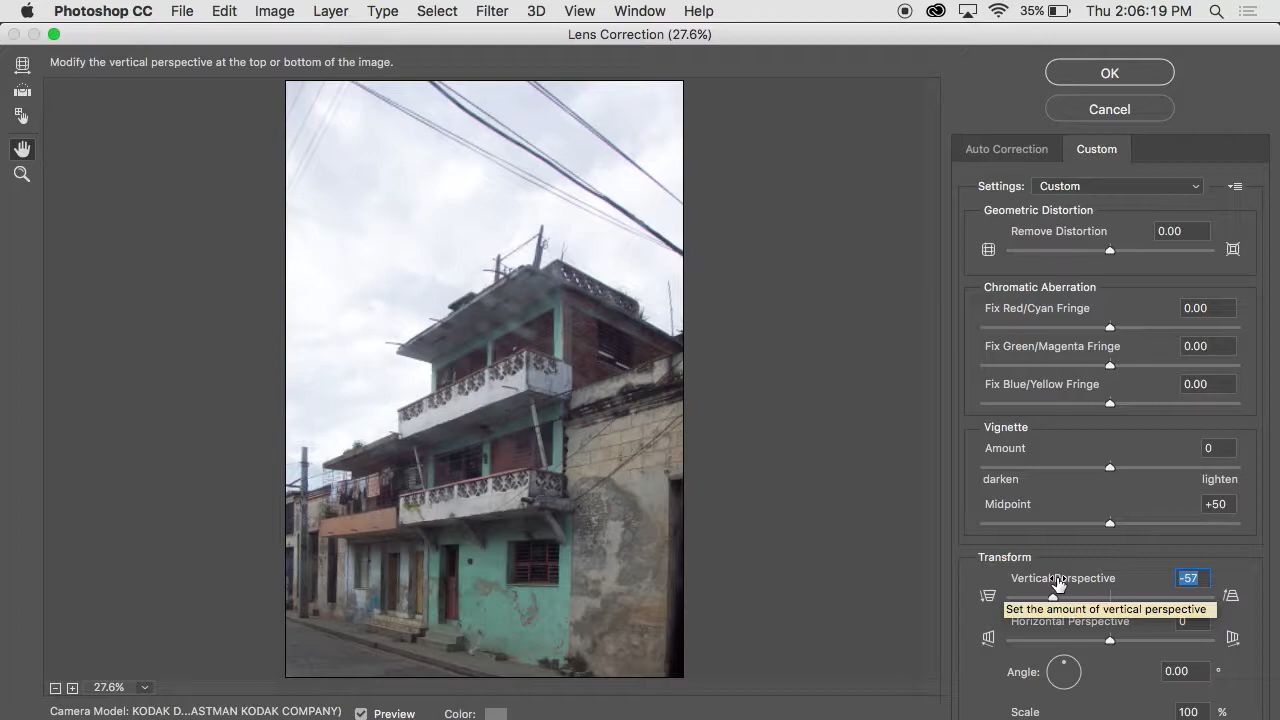 Photoshop CC File Edit Image Layer Type Select Filter 3D View Window Help 35% Thu 2:06:19 PM
Lens Correction (27.6%)
Modify the vertical perspective at the top or bottom of the image.
OK
Cancel
Auto Correction Custom
Settings: Custom
Geometric Distortion
Remove Distortion 0.00
Chromatic Aberration
Fix Red/Cyan Fringe 0.00
Fix Green/Magenta Fringe 0.00
Fix Blue/Yellow Fringe 0.00
Vignette
Amount 0
darken lighten
Midpoint +50
Transform
Vertical Perspective -57
Set the amount of vertical perspective
Horizontal Perspective 0
Angle: 0.00 °
Scale 100 %
27.6%
Camera Model: KODAK D...ASTMAN KODAK COMPANY) Preview Color: